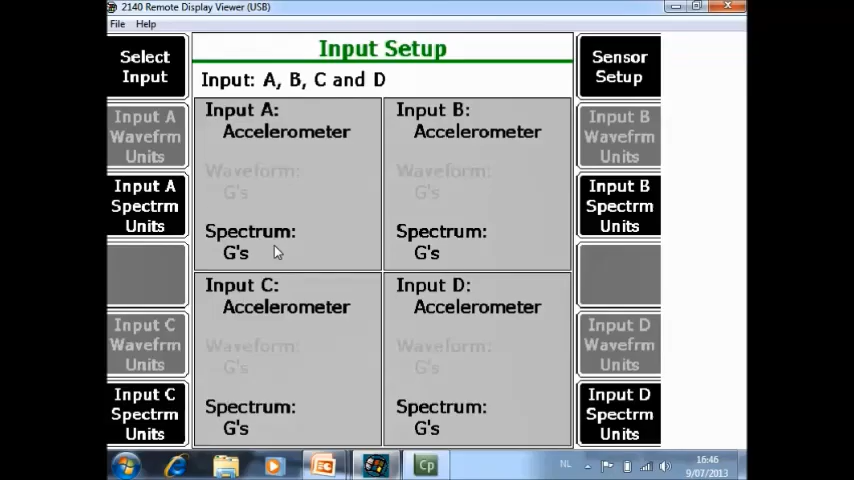 2140 Remote Display Viewer (USB)
File Help
Select
Input
Input Setup
Sensor
Setup
Input: A, B, C and D
Input A
Wavefrm
Units
Input A:
Accelerometer
Waveform:
G's
Spectrum:
G's
Input B:
Accelerometer
Waveform:
G's
Spectrum:
G's
Input B
Wavefrm
Units
Input A
Spectrm
Units
Input B
Spectrm
Units
Input C:
Accelerometer
Waveform:
G's
Spectrum:
G's
Input D:
Accelerometer
Waveform:
G's
Spectrum:
G's
Input C
Wavefrm
Units
Input D
Wavefrm
Units
Input C
Spectrm
Units
Input D
Spectrm
Units
Cp
NL
16:46
9/07/2013